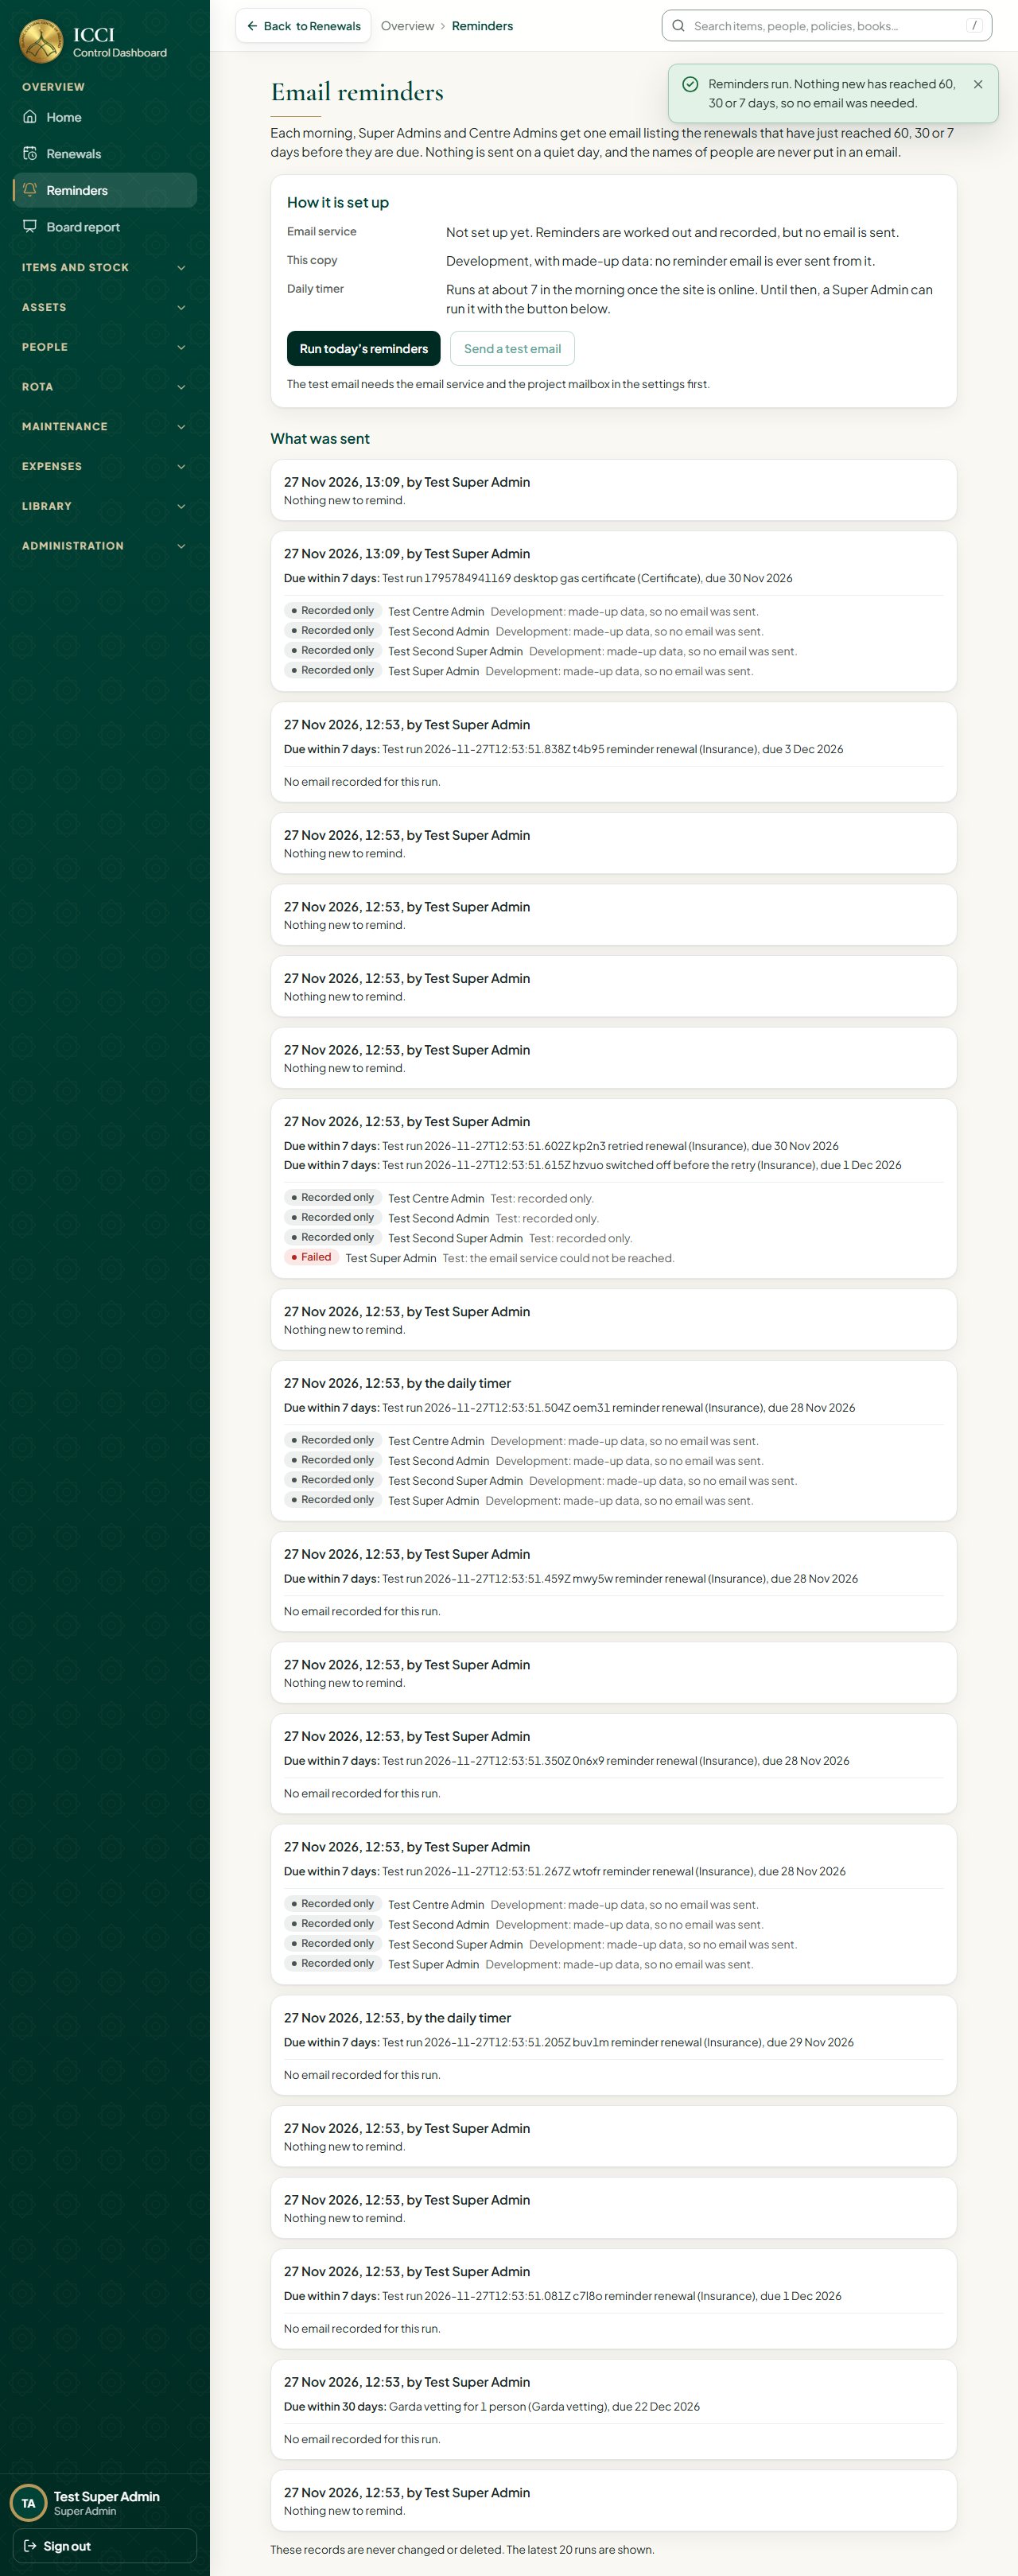 ICCI
Control Dashboard
OVERVIEW
Home
Renewals
Reminders
Board report
ITEMS AND STOCK
ASSETS
PEOPLE
ROTA
MAINTENANCE
EXPENSES
LIBRARY
ADMINISTRATION
TA
Test Super Admin
Super Admin
Sign out
Back to Renewals
Overview › Reminders
Search items, people, policies, books...
/
Reminders run. Nothing new has reached 60,
30 or 7 days, so no email was needed.
Email reminders
Each morning, Super Admins and Centre Admins get one email listing the renewals that have just reached 60, 30 or 7
days before they are due. Nothing is sent on a quiet day, and the names of people are never put in an email.
How it is set up
Email service
Not set up yet. Reminders are worked out and recorded, but no email is sent.
This copy
Development, with made-up data: no reminder email is ever sent from it.
Daily timer
Runs at about 7 in the morning once the site is online. Until then, a Super Admin can
run it with the button below.
Run today's reminders
Send a test email
The test email needs the email service and the project mailbox in the settings first.
What was sent
27 Nov 2026, 13:09, by Test Super Admin
Nothing new to remind.
27 Nov 2026, 13:09, by Test Super Admin
Due within 7 days: Test run 1795784941169 desktop gas certificate (Certificate), due 30 Nov 2026
Recorded only Test Centre Admin Development: made-up data, so no email was sent.
Recorded only Test Second Admin Development: made-up data, so no email was sent.
Recorded only Test Second Super Admin Development: made-up data, so no email was sent.
Recorded only Test Super Admin Development: made-up data, so no email was sent.
27 Nov 2026, 12:53, by Test Super Admin
Due within 7 days: Test run 2026-11-27T12:53:51.838Z t4b95 reminder renewal (Insurance), due 3 Dec 2026
No email recorded for this run.
27 Nov 2026, 12:53, by Test Super Admin
Nothing new to remind.
27 Nov 2026, 12:53, by Test Super Admin
Nothing new to remind.
27 Nov 2026, 12:53, by Test Super Admin
Nothing new to remind.
27 Nov 2026, 12:53, by Test Super Admin
Nothing new to remind.
27 Nov 2026, 12:53, by Test Super Admin
Due within 7 days: Test run 2026-11-27T12:53:51.602Z kp2n3 retried renewal (Insurance), due 30 Nov 2026
Due within 7 days: Test run 2026-11-27T12:53:51.615Z hzvuo switched off before the retry (Insurance), due 1 Dec 2026
Recorded only Test Centre Admin Test: recorded only.
Recorded only Test Second Admin Test: recorded only.
Recorded only Test Second Super Admin Test: recorded only.
Failed Test Super Admin Test: the email service could not be reached.
27 Nov 2026, 12:53, by Test Super Admin
Nothing new to remind.
27 Nov 2026, 12:53, by the daily timer
Due within 7 days: Test run 2026-11-27T12:53:51.504Z oem31 reminder renewal (Insurance), due 28 Nov 2026
Recorded only Test Centre Admin Development: made-up data, so no email was sent.
Recorded only Test Second Admin Development: made-up data, so no email was sent.
Recorded only Test Second Super Admin Development: made-up data, so no email was sent.
Recorded only Test Super Admin Development: made-up data, so no email was sent.
27 Nov 2026, 12:53, by Test Super Admin
Due within 7 days: Test run 2026-11-27T12:53:51.459Z mwy5w reminder renewal (Insurance), due 28 Nov 2026
No email recorded for this run.
27 Nov 2026, 12:53, by Test Super Admin
Nothing new to remind.
27 Nov 2026, 12:53, by Test Super Admin
Due within 7 days: Test run 2026-11-27T12:53:51.350Z 0n6x9 reminder renewal (Insurance), due 28 Nov 2026
No email recorded for this run.
27 Nov 2026, 12:53, by Test Super Admin
Due within 7 days: Test run 2026-11-27T12:53:51.267Z wtofr reminder renewal (Insurance), due 28 Nov 2026
Recorded only Test Centre Admin Development: made-up data, so no email was sent.
Recorded only Test Second Admin Development: made-up data, so no email was sent.
Recorded only Test Second Super Admin Development: made-up data, so no email was sent.
Recorded only Test Super Admin Development: made-up data, so no email was sent.
27 Nov 2026, 12:53, by the daily timer
Due within 7 days: Test run 2026-11-27T12:53:51.205Z buv1m reminder renewal (Insurance), due 29 Nov 2026
No email recorded for this run.
27 Nov 2026, 12:53, by Test Super Admin
Nothing new to remind.
27 Nov 2026, 12:53, by Test Super Admin
Nothing new to remind.
27 Nov 2026, 12:53, by Test Super Admin
Due within 7 days: Test run 2026-11-27T12:53:51.081Z c7l8o reminder renewal (Insurance), due 1 Dec 2026
No email recorded for this run.
27 Nov 2026, 12:53, by Test Super Admin
Due within 30 days: Garda vetting for 1 person (Garda vetting), due 22 Dec 2026
No email recorded for this run.
27 Nov 2026, 12:53, by Test Super Admin
Nothing new to remind.
These records are never changed or deleted. The latest 20 runs are shown.